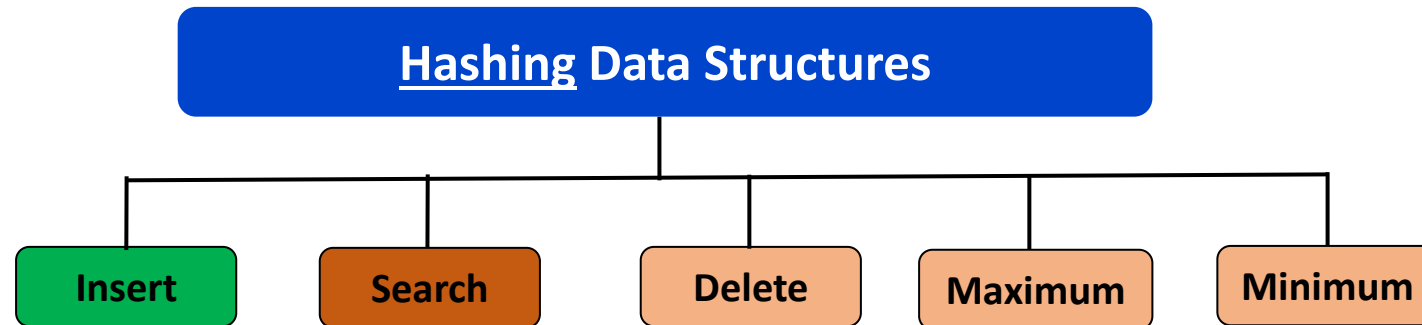 Hashing Data Structures
Insert
Search
Delete
Maximum
Minimum